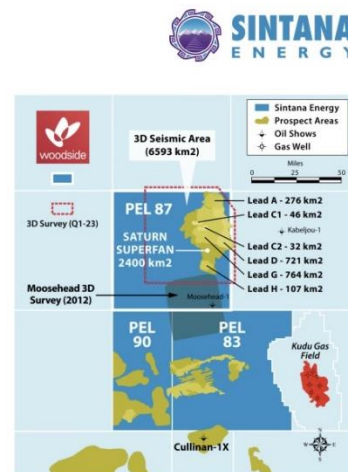 SINTANA
ENERGY
woodside
3D Seismic Area
(6593 km2)
Sintana Energy
Prospect Areas
Oil Shows
Gas Well
Miles
0 25 50
3D Survey (Q1-23)
PEL 87
SATURN
SUPERFAN
2400 km2
Lead A - 276 km2
Lead C1 - 46 km2
Kabeljou-1
Lead C2 - 32 km2
Lead D - 721 km2
Lead G - 764 km2
Lead H - 107 km2
Moosehead 3D
Survey (2012)
Moosehead-1
PEL
90
PEL
83
Kudu Gas
Field
Cullinan-1X